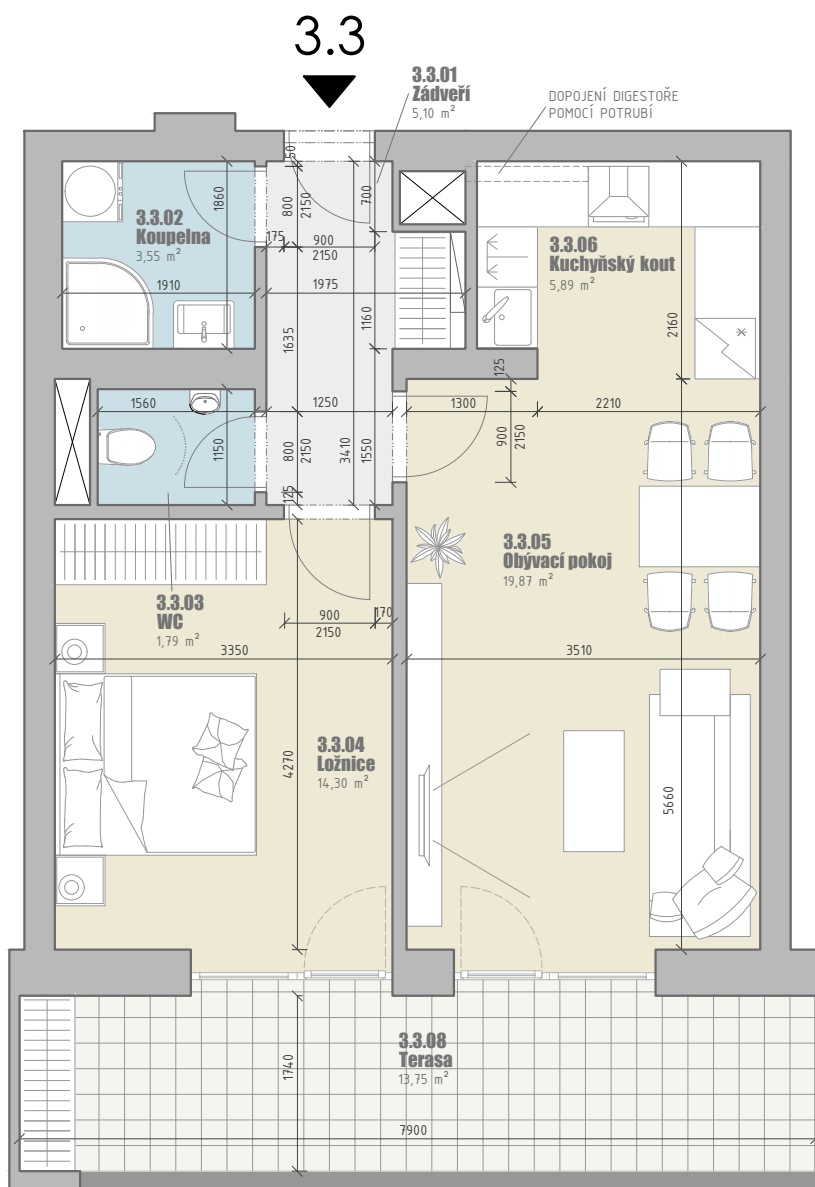 3.3
3.3.01
Zádveří
5,10 m²
DOPOJENÍ DIGESTOŘE
POMOCÍ POTRUBÍ
50
700
800
2150
1860
3.3.02
Koupelna
3,55 m²
175
900
2150
3.3.06
Kuchyňský kout
5,89 m²
1910
1975
1160
1635
2160
125
1560
1250
1300
2210
1150
800
2150
3410
1550
900
2150
125
3.3.05
Obývací pokoj
19,87 m²
3.3.03
WC
1,79 m²
900
2150
170
3350
3510
3.3.04
Ložnice
14,30 m²
4270
5660
3.3.08
Terasa
13,75 m²
1740
7900